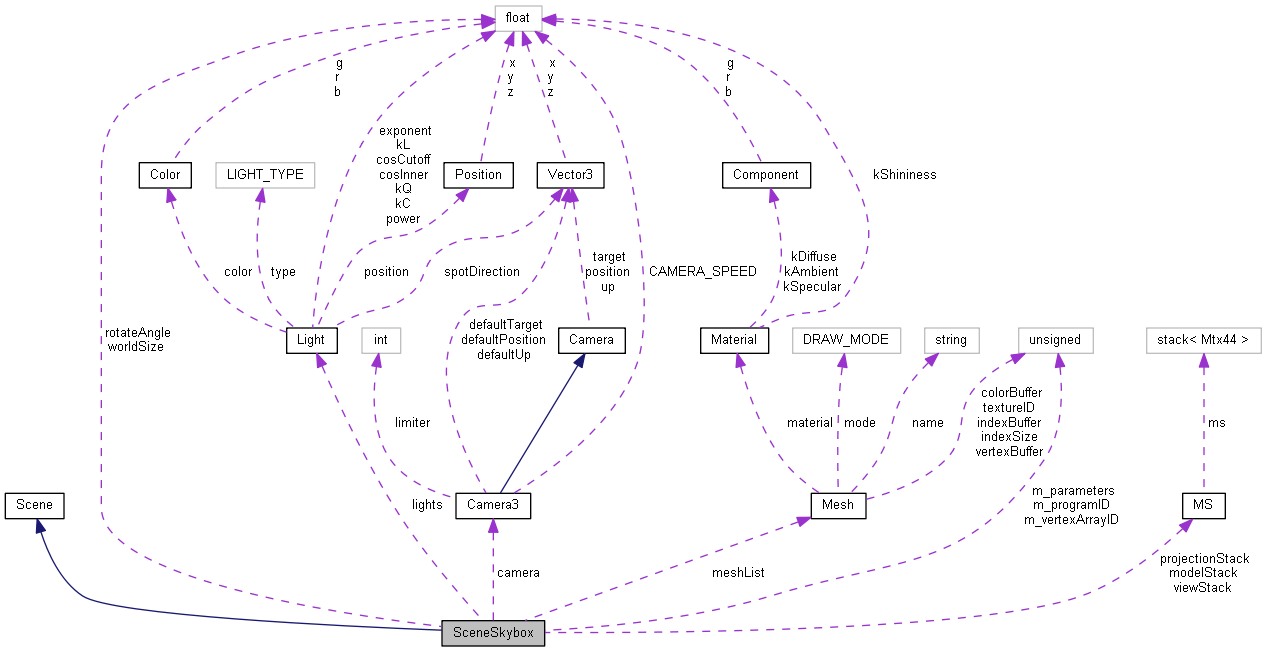 float
g
r
b
x
y
z
x
y
z
g
r
b
exponent
kL
cosCutoff
cosInner
kQ
kC
power
Color
LIGHT_TYPE
Position
Vector3
Component
kShininess
color
type
position
spotDirection
target
position
up
CAMERA_SPEED
kDiffuse
kAmbient
kSpecular
rotateAngle
worldSize
Light
int
defaultTarget
defaultPosition
defaultUp
Camera
Material
DRAW_MODE
string
unsigned
stack< Mtx44 >
limiter
material
mode
name
colorBuffer
textureID
indexBuffer
indexSize
vertexBuffer
ms
Scene
lights
Camera3
Mesh
m_parameters
m_programID
m_vertexArrayID
MS
camera
meshList
projectionStack
modelStack
viewStack
SceneSkybox